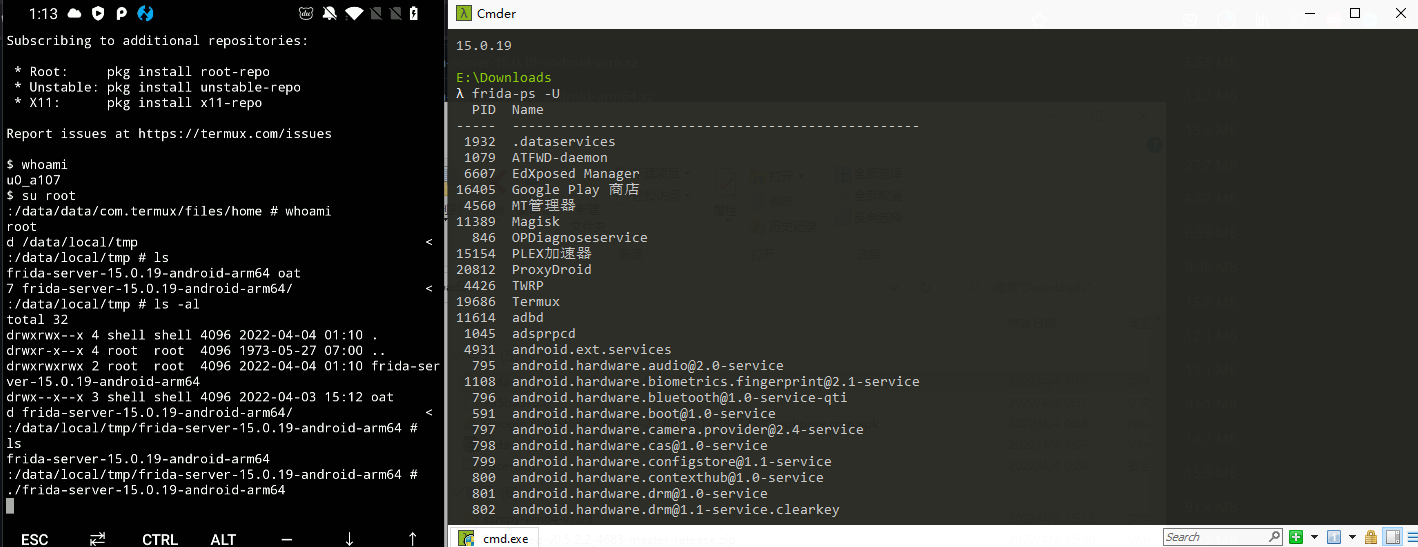 1:13
Subscribing to additional repositories:
* Root: pkg install root-repo
* Unstable: pkg install unstable-repo
* X11: pkg install x11-repo
Report issues at https://termux.com/issues
$ whoami
u0_a107
$ su root
:/data/data/com.termux/files/home # whoami
root
d /data/local/tmp <
:/data/local/tmp # ls
frida-server-15.0.19-android-arm64 oat
7 frida-server-15.0.19-android-arm64/ <
:/data/local/tmp # ls -al
total 32
drwxrwx--x 4 shell shell 4096 2022-04-04 01:10 .
drwxr-x--x 4 root root 4096 1973-05-27 07:00 ..
drwxrwxrwx 2 root root 4096 2022-04-04 01:10 frida-ser
ver-15.0.19-android-arm64
drwx--x--x 3 shell shell 4096 2022-04-03 15:12 oat
d frida-server-15.0.19-android-arm64/ <
:/data/local/tmp/frida-server-15.0.19-android-arm64 #
ls
frida-server-15.0.19-android-arm64
:/data/local/tmp/frida-server-15.0.19-android-arm64 #
./frida-server-15.0.19-android-arm64
ESC ⇄ CTRL ALT — ↓ ↑
Cmder
15.0.19
E:\Downloads
λ frida-ps -U
PID Name
----- ---------------------------------------------------
1932 .dataservices
1079 ATFWD-daemon
6607 EdXposed Manager
16405 Google Play 商店
4560 MT管理器
11389 Magisk
846 OPDiagnoseservice
15154 PLEX加速器
20812 ProxyDroid
4426 TWRP
19686 Termux
11614 adbd
1045 adsprpcd
4931 android.ext.services
795 android.hardware.audio@2.0-service
1108 android.hardware.biometrics.fingerprint@2.1-service
796 android.hardware.bluetooth@1.0-service-qti
591 android.hardware.boot@1.0-service
797 android.hardware.camera.provider@2.4-service
798 android.hardware.cas@1.0-service
799 android.hardware.configstore@1.1-service
800 android.hardware.contexthub@1.0-service
801 android.hardware.drm@1.0-service
802 android.hardware.drm@1.1-service.clearkey
cmd.exe
Search